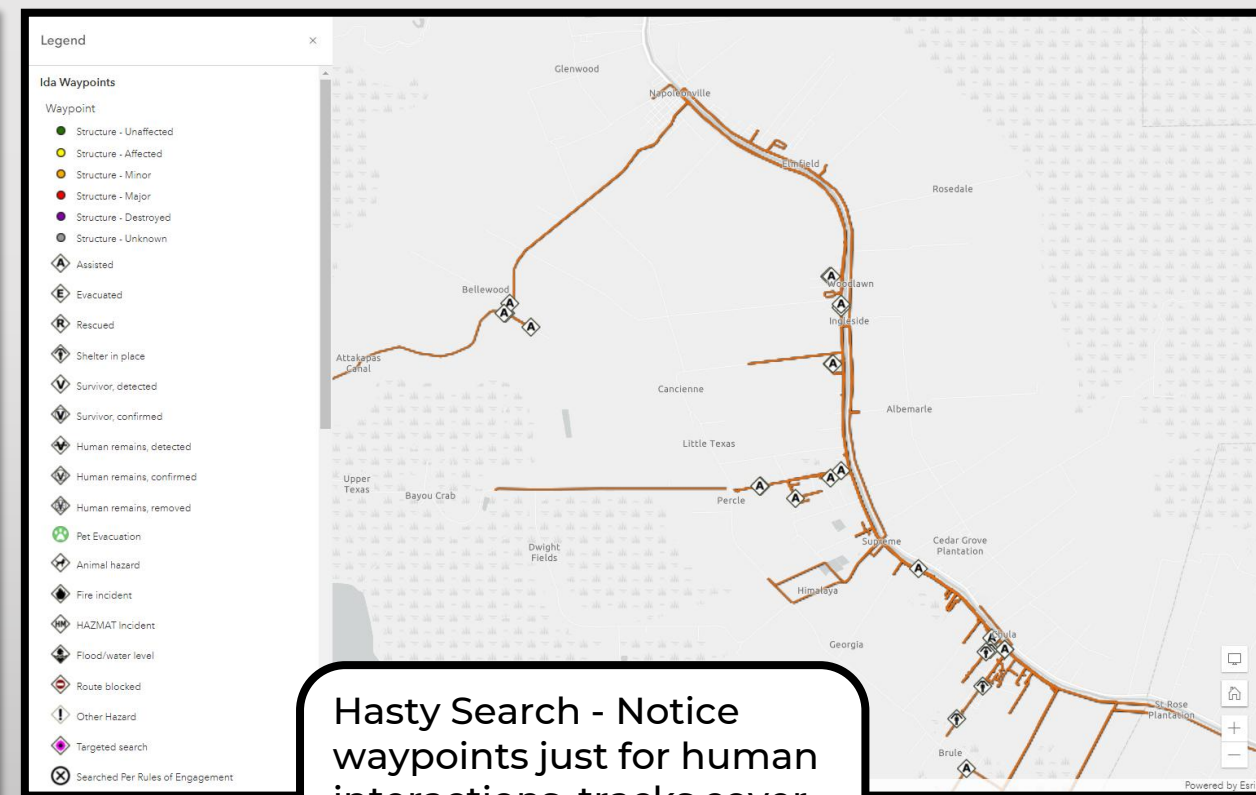 Legend ×
Ida Waypoints
Waypoint
Structure - Unaffected
Structure - Affected
Structure - Minor
Structure - Major
Structure - Destroyed
Structure - Unknown
A Assisted
E Evacuated
R Rescued
Shelter in place
V Survivor, detected
V Survivor, confirmed
V Human remains, detected
V Human remains, confirmed
V Human remains, removed
Pet Evacuation
Animal hazard
Fire incident
HM HAZMAT Incident
Flood/water level
Route blocked
! Other Hazard
Targeted search
Searched Per Rules of Engagement
Glenwood
Napoleonville
Elmfield
Rosedale
Bellewood
A
A
A
A
Woodlawn
A
Ingleside
Attakapas
Canal
A
Cancienne
Albemarle
Little Texas
Upper
Texas
Bayou Crab
Percle
A
A
A
A
Dwight
Fields
Supreme
Cedar Grove
Plantation
A
Himalaya
Georgia
A
A
St Rose
Plantation
Brule
A
+
−
Powered by Esri
Hasty Search - Notice
waypoints just for human